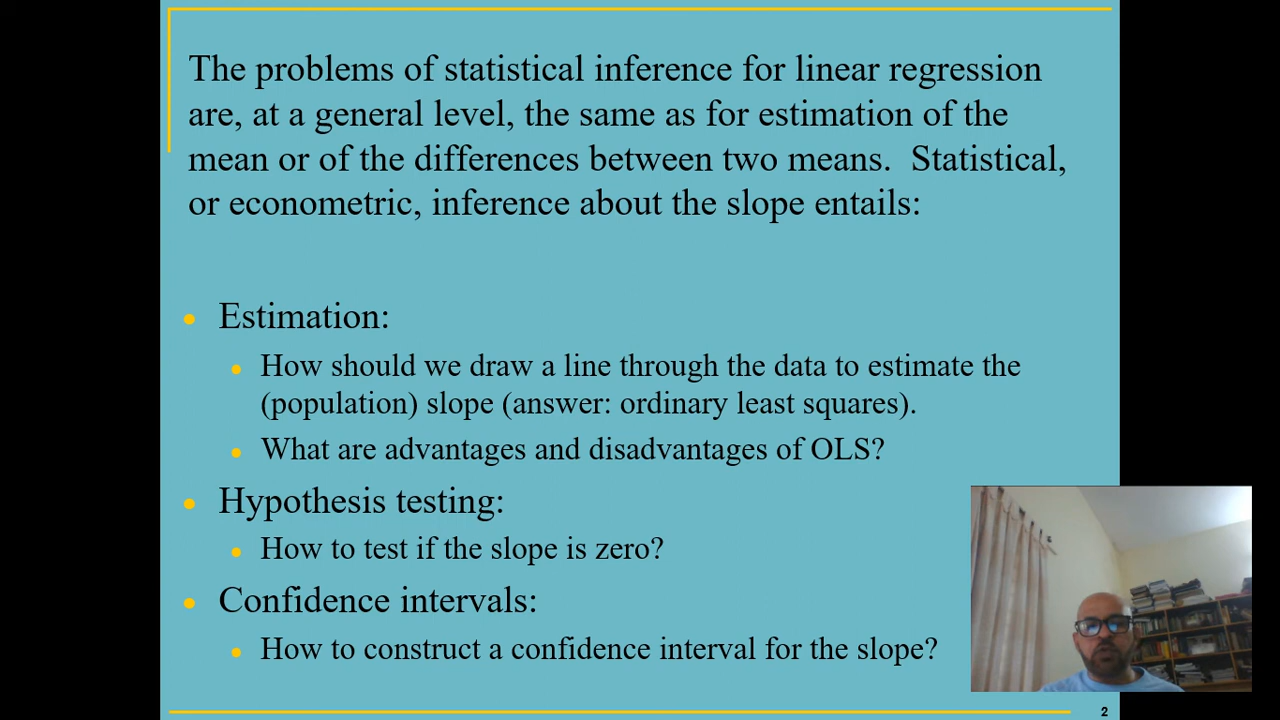 The problems of statistical inference for linear regression
are, at a general level, the same as for estimation of the
mean or of the differences between two means.  Statistical,
or econometric, inference about the slope entails:
• Estimation:
• How should we draw a line through the data to estimate the
(population) slope (answer: ordinary least squares).
• What are advantages and disadvantages of OLS?
• Hypothesis testing:
• How to test if the slope is zero?
• Confidence intervals:
• How to construct a confidence interval for the slope?
2